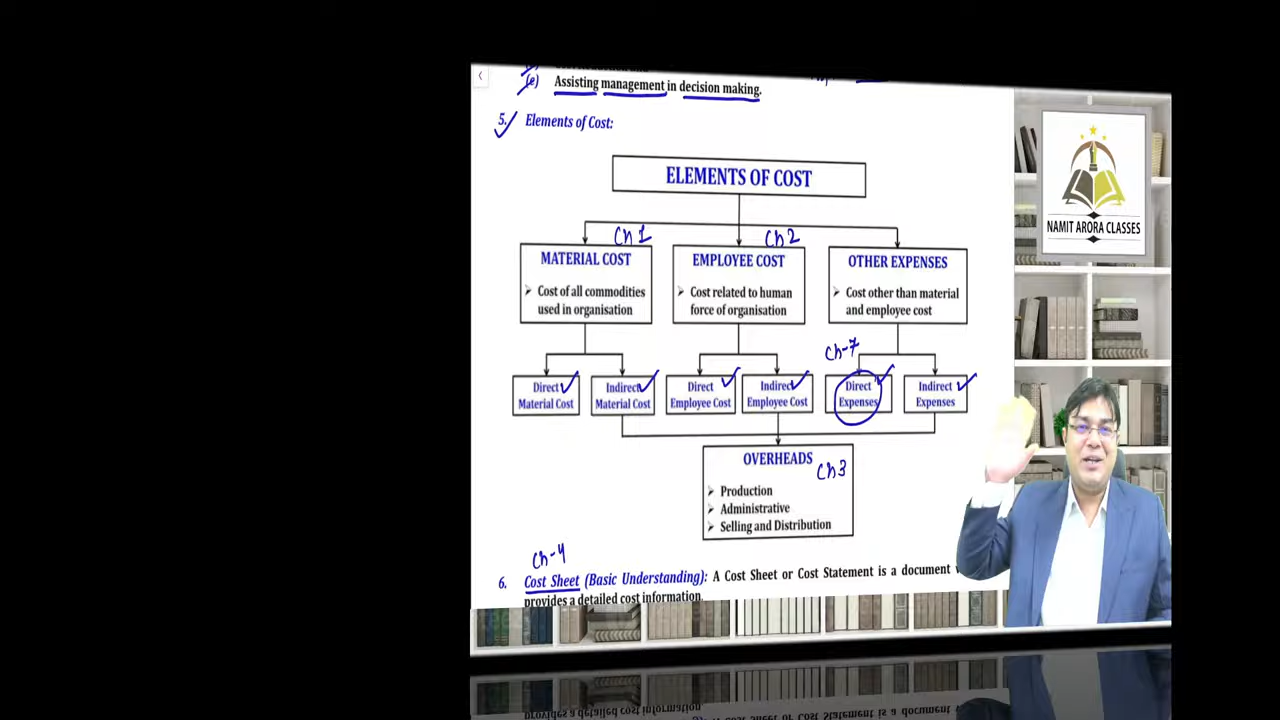 (e) Assisting management in decision making.
5. Elements of Cost:
ELEMENTS OF COST
Ch 1
Ch 2
MATERIAL COST
Cost of all commodities
used in organisation
EMPLOYEE COST
Cost related to human
force of organisation
OTHER EXPENSES
Cost other than material
and employee cost
Ch-7
Direct
Material Cost
Indirect
Material Cost
Direct
Employee Cost
Indirect
Employee Cost
Direct
Expenses
Indirect
Expenses
OVERHEADS
Ch3
Production
Administrative
Selling and Distribution
Ch-4
6. Cost Sheet (Basic Understanding): A Cost Sheet or Cost Statement is a document
provides a detailed cost information.
NAMIT ARORA CLASSES